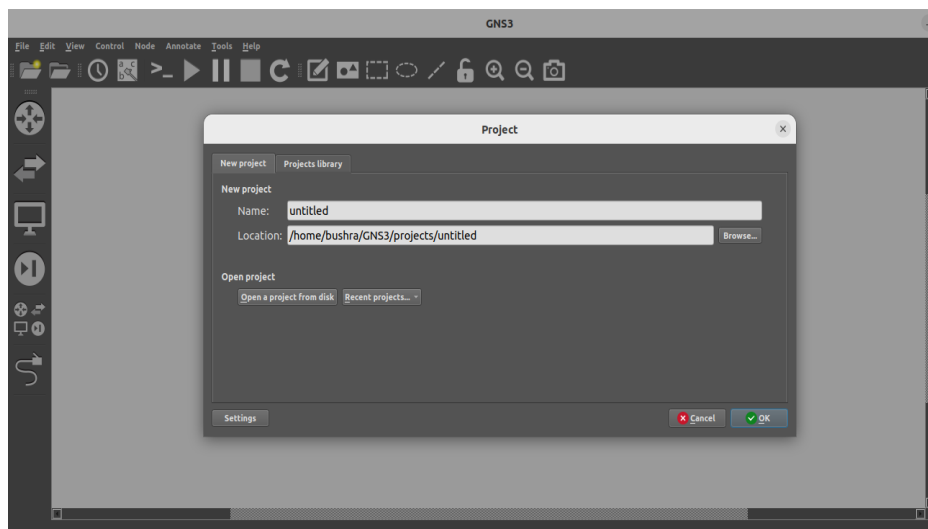 GNS3
File Edit View Control Node Annotate Tools Help
Project
New project Projects library
New project
Name: untitled
Location: /home/bushra/GNS3/projects/untitled Browse...
Open project
Open a project from disk Recent projects...
Settings Cancel OK